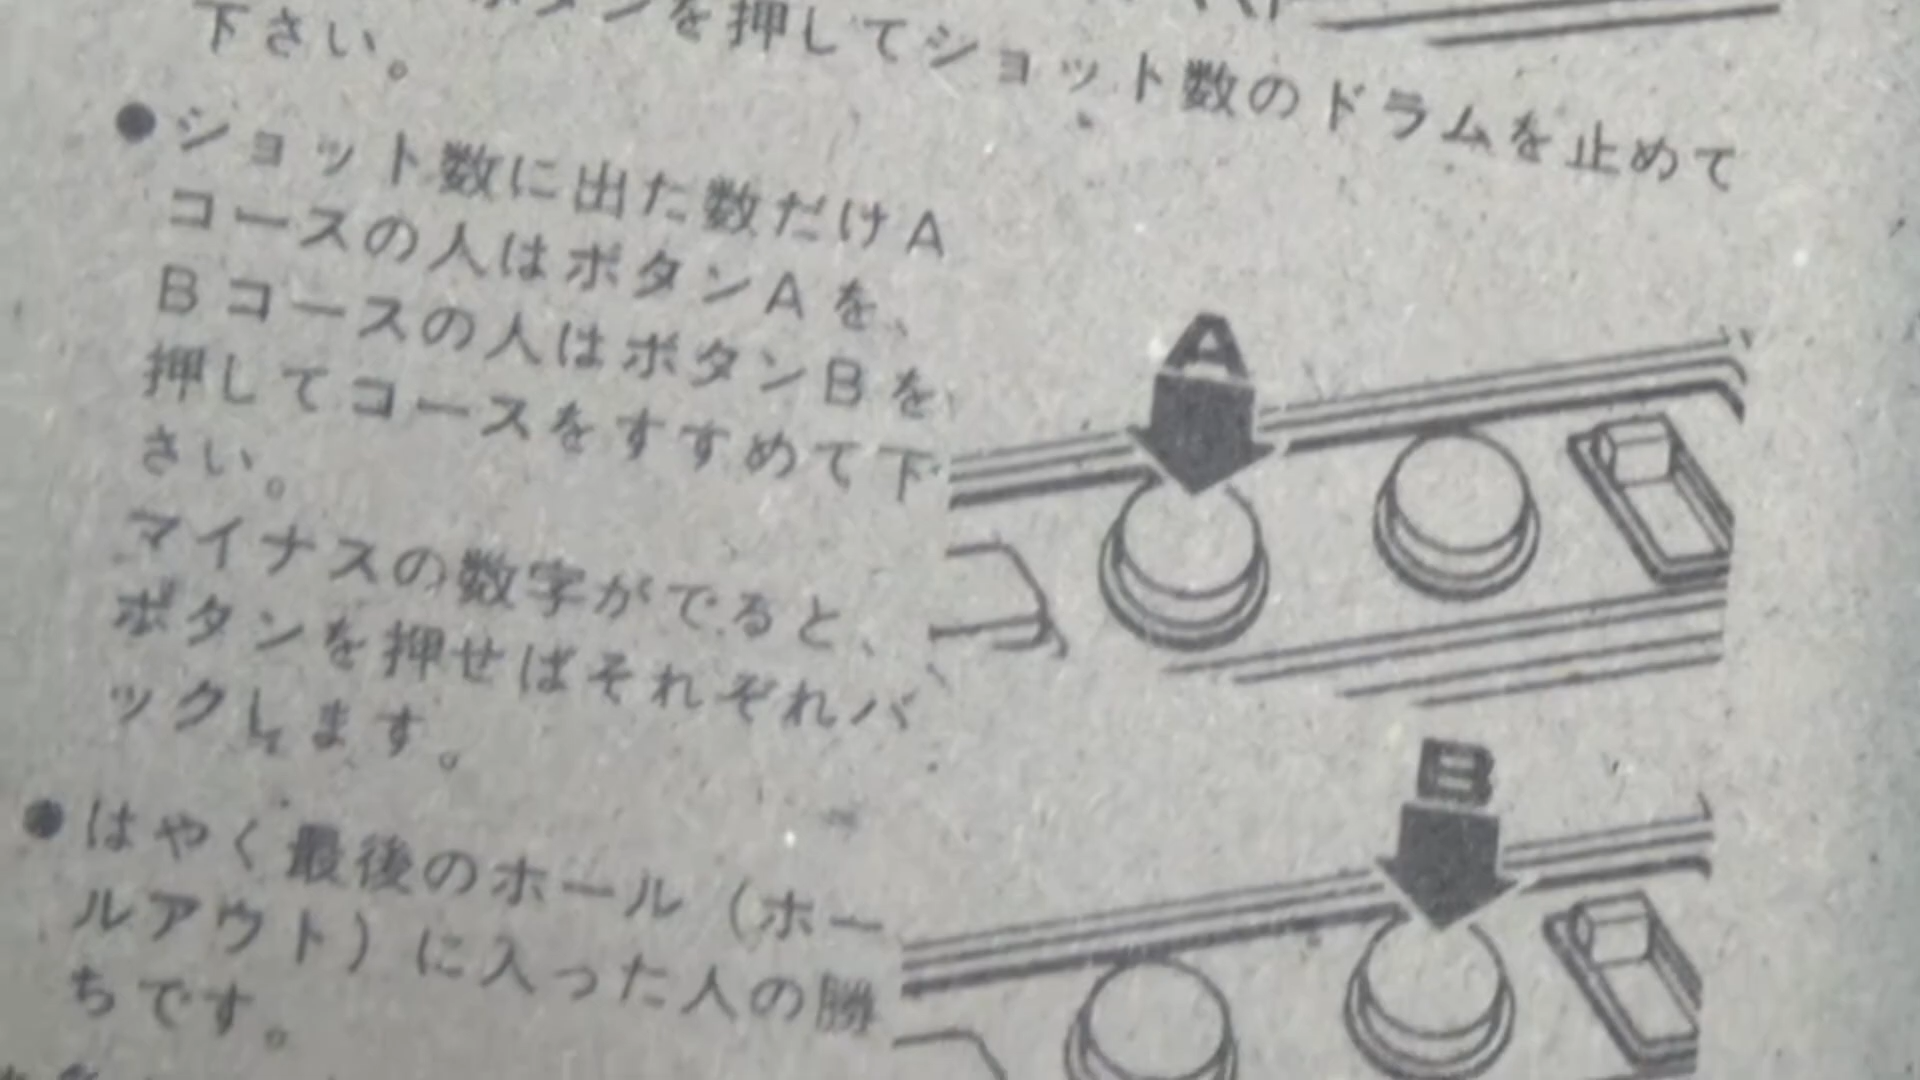 ボタンを押してショット数のドラムを止めて
下さい。
●ショット数に出た数だけA
コースの人はボタンAを、
Bコースの人はボタンBを
押してコースをすすめて下
さい。
マイナスの数字がでると、
ボタンを押せばそれぞれバ
ックします。
●はやく最後のホール（ホー
ルアウト）に入った人の勝
ちです。
A
B